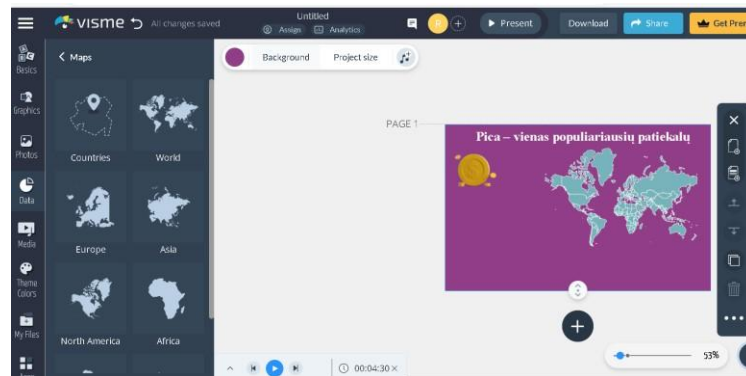 VISME
All changes saved
Untitled
Assign
Analytics
R
Present
Download
Share
Get Prem
Basics
Graphics
Photos
Data
Media
Theme
Colors
My Files
Maps
Countries
World
Europe
Asia
North America
Africa
Background
Project size
PAGE 1
Pica – vienas populiariausių patiekalų
00:04:30
53%